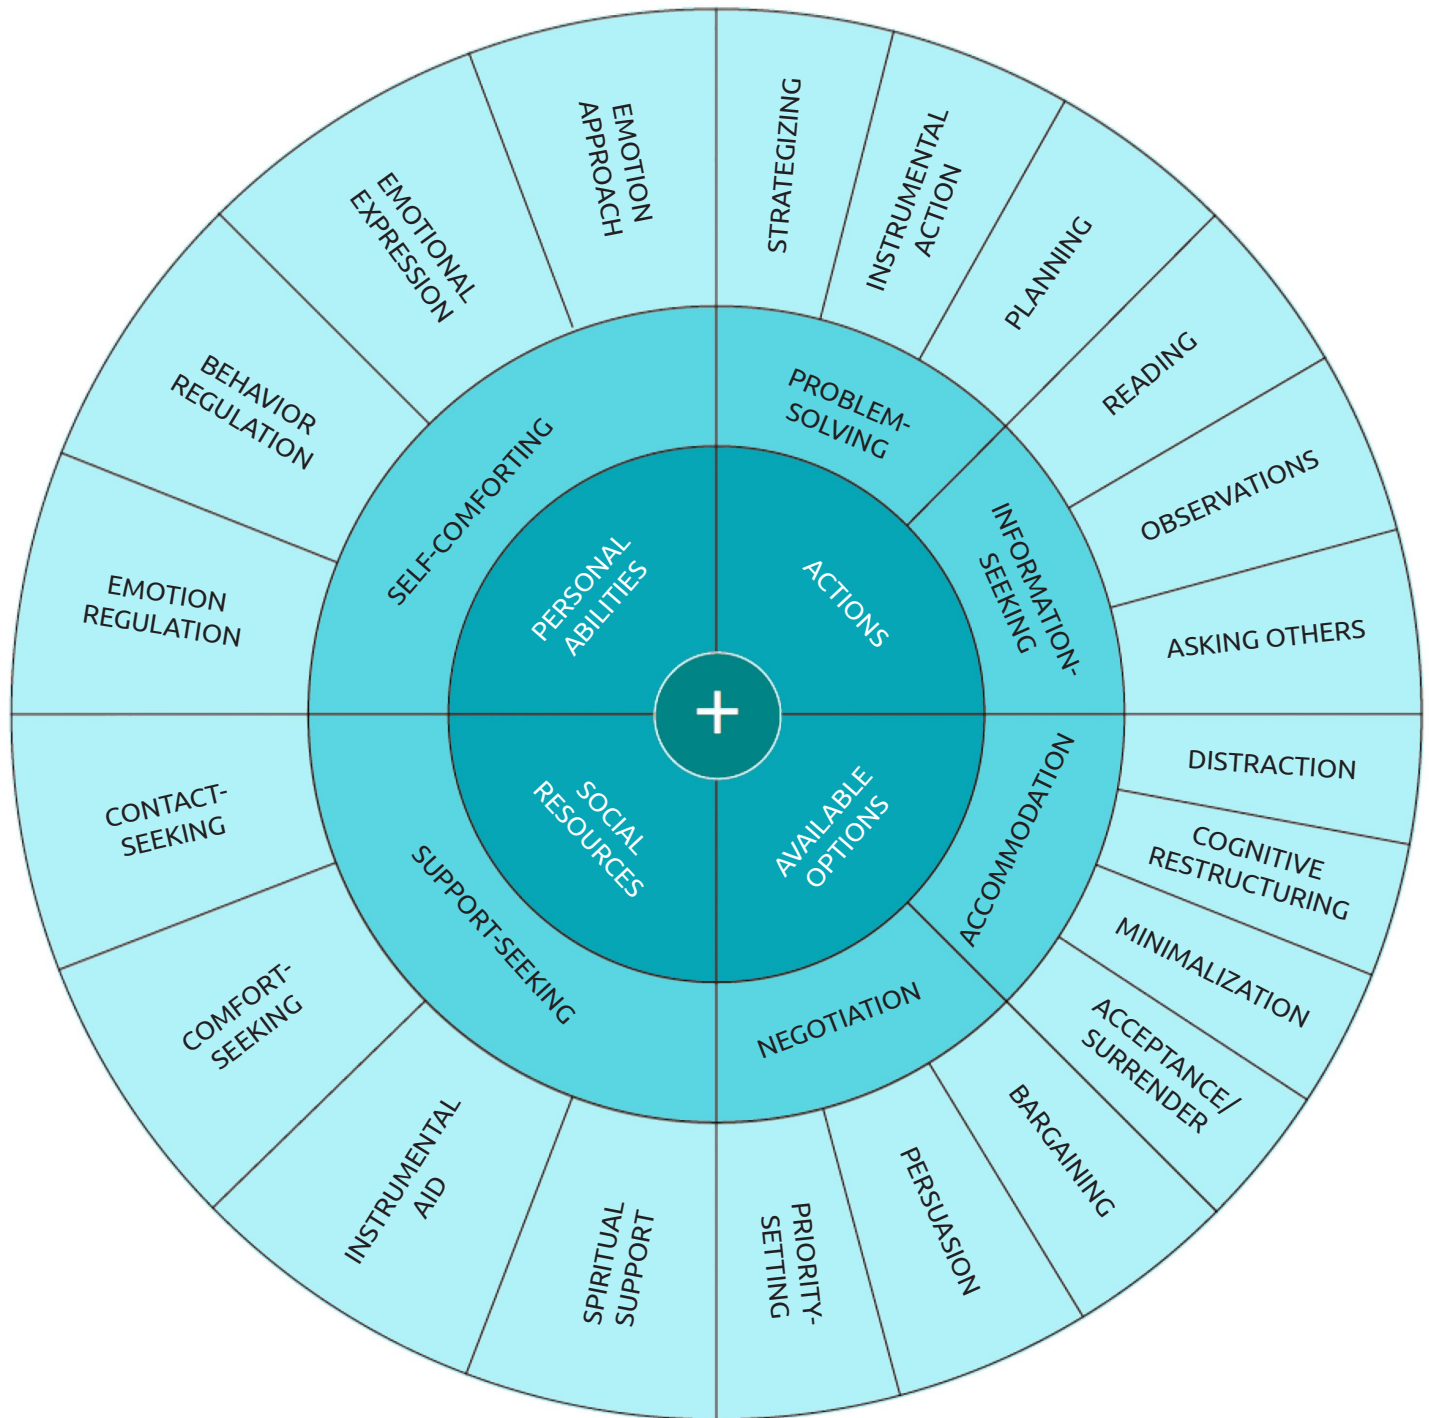 EMOTION
APPROACH
STRATEGIZING
INSTRUMENTAL
ACTION
PLANNING
READING
OBSERVATIONS
ASKING OTHERS
DISTRACTION
COGNITIVE
RESTRUCTURING
MINIMALIZATION
ACCEPTANCE/
SURRENDER
BARGAINING
PERSUASION
PRIORITY-
SETTING
SPIRITUAL
SUPPORT
INSTRUMENTAL
AID
COMFORT-
SEEKING
CONTACT-
SEEKING
EMOTION
REGULATION
BEHAVIOR
REGULATION
EMOTIONAL
EXPRESSION
SELF-COMFORTING
PROBLEM-
SOLVING
INFORMATION-
SEEKING
ACCOMMODATION
NEGOTIATION
SUPPORT-SEEKING
PERSONAL
ABILITIES
ACTIONS
AVAILABLE
OPTIONS
SOCIAL
RESOURCES
+